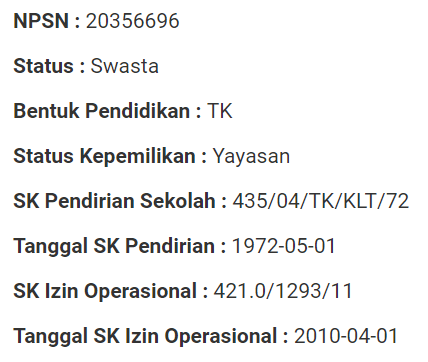 NPSN : 20356696
Status : Swasta
Bentuk Pendidikan : TK
Status Kepemilikan : Yayasan
SK Pendirian Sekolah : 435/04/TK/KLT/72
Tanggal SK Pendirian : 1972-05-01
SK Izin Operasional : 421.0/1293/11
Tanggal SK Izin Operasional : 2010-04-01